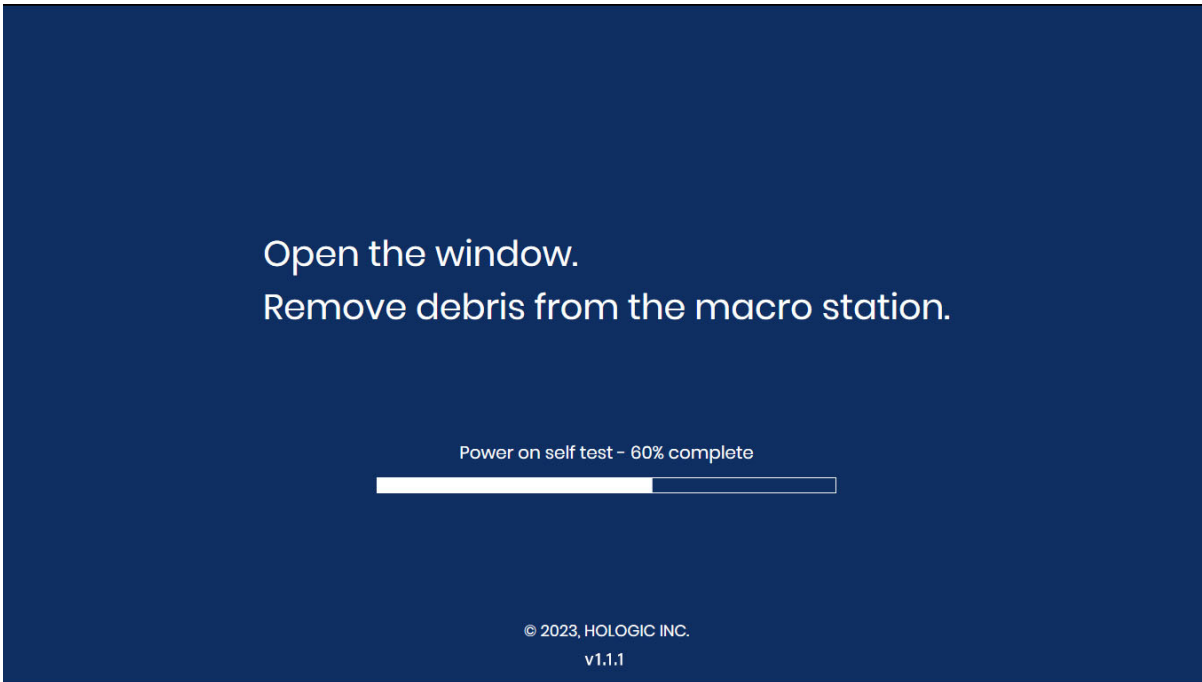 Open the window.
Remove debris from the macro station.
Power on self test - 60% complete
© 2023, HOLOGIC INC.
v1.1.1